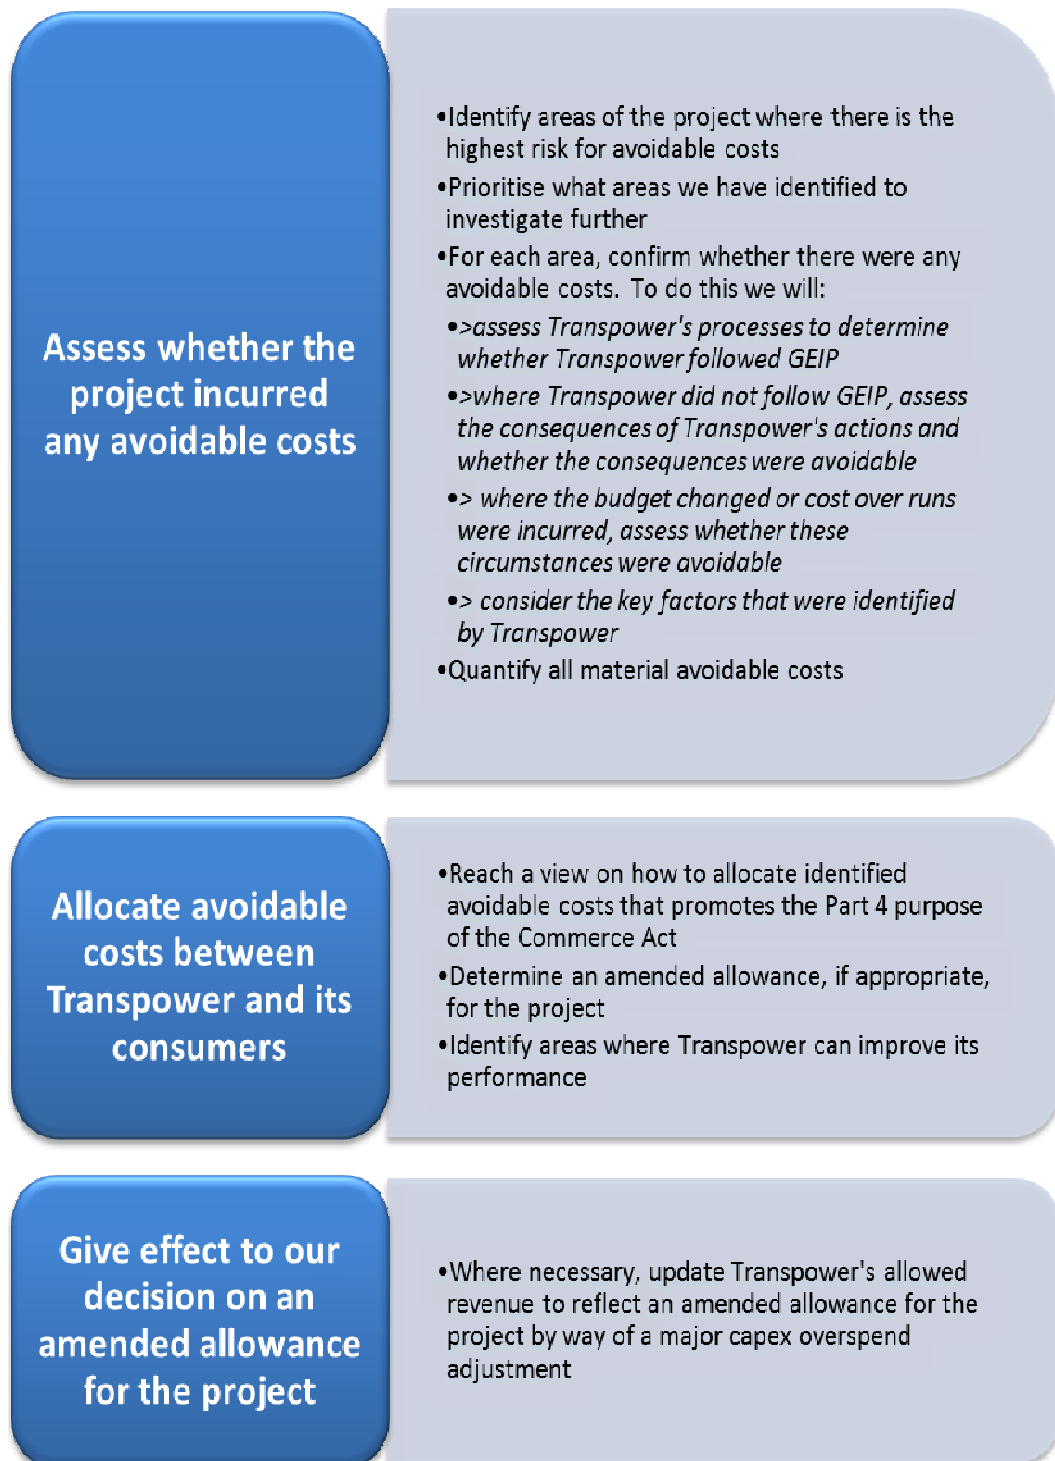 Assess whether the
project incurred
any avoidable costs
•Identify areas of the project where there is the
highest risk for avoidable costs
•Prioritise what areas we have identified to
investigate further
•For each area, confirm whether there were any
avoidable costs.  To do this we will:
•>assess Transpower's processes to determine
whether Transpower followed GEIP
•>where Transpower did not follow GEIP, assess
the consequences of Transpower's actions and
whether the consequences were avoidable
•> where the budget changed or cost over runs
were incurred, assess whether these
circumstances were avoidable
•> consider the key factors that were identified
by Transpower
•Quantify all material avoidable costs
Allocate avoidable
costs between
Transpower and its
consumers
•Reach a view on how to allocate identified
avoidable costs that promotes the Part 4 purpose
of the Commerce Act
•Determine an amended allowance, if appropriate,
for the project
•Identify areas where Transpower can improve its
performance
Give effect to our
decision on an
amended allowance
for the project
•Where necessary, update Transpower's allowed
revenue to reflect an amended allowance for the
project by way of a major capex overspend
adjustment